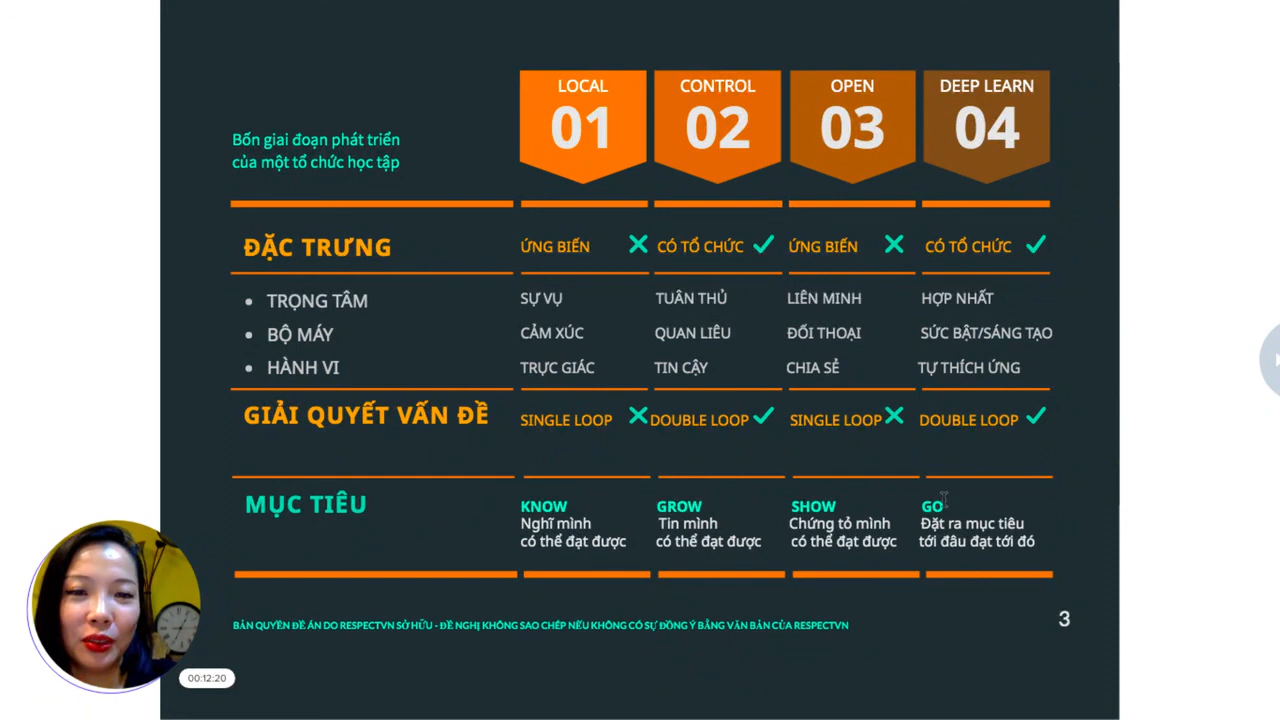 LOCAL CONTROL OPEN DEEP LEARN
01 02 03 04
Bốn giai đoạn phát triển
của một tổ chức học tập
ĐẶC TRƯNG ỨNG BIẾN CÓ TỔ CHỨC ỨNG BIẾN CÓ TỔ CHỨC
• TRỌNG TÂM SỰ VỤ TUÂN THỦ LIÊN MINH HỢP NHẤT
• BỘ MÁY CẢM XÚC QUAN LIÊU ĐỐI THOẠI SỨC BẬT/SÁNG TẠO
• HÀNH VI TRỰC GIÁC TIN CẬY CHIA SẺ TỰ THÍCH ỨNG
GIẢI QUYẾT VẤN ĐỀ SINGLE LOOP DOUBLE LOOP SINGLE LOOP DOUBLE LOOP
MỤC TIÊU KNOW GROW SHOW GO
Nghĩ mình Tin mình Chứng tỏ mình Đặt ra mục tiêu
có thể đạt được có thể đạt được có thể đạt được tới đâu đạt tới đó
BẢN QUYỀN ĐỀ ÁN DO RESPECTVN SỞ HỮU - ĐỀ NGHỊ KHÔNG SAO CHÉP NẾU KHÔNG CÓ SỰ ĐỒNG Ý BẰNG VĂN BẢN CỦA RESPECTVN
3
00:12:20